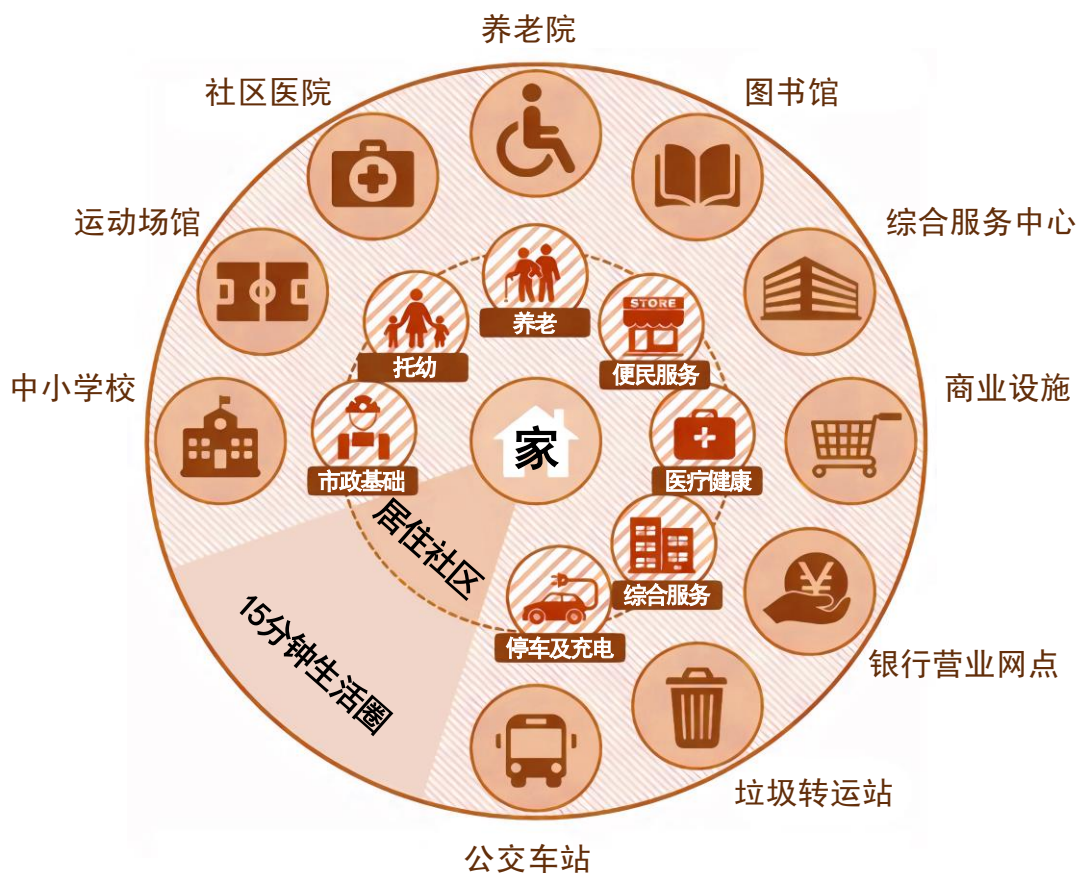 养老院
社区医院
图书馆
运动场馆
综合服务中心
养老
STORE
托幼
便民服务
中小学校
商业设施
家
市政基础
医疗健康
居住社区
综合服务
15分钟生活圈
¥
停车及充电
银行营业网点
垃圾转运站
公交车站